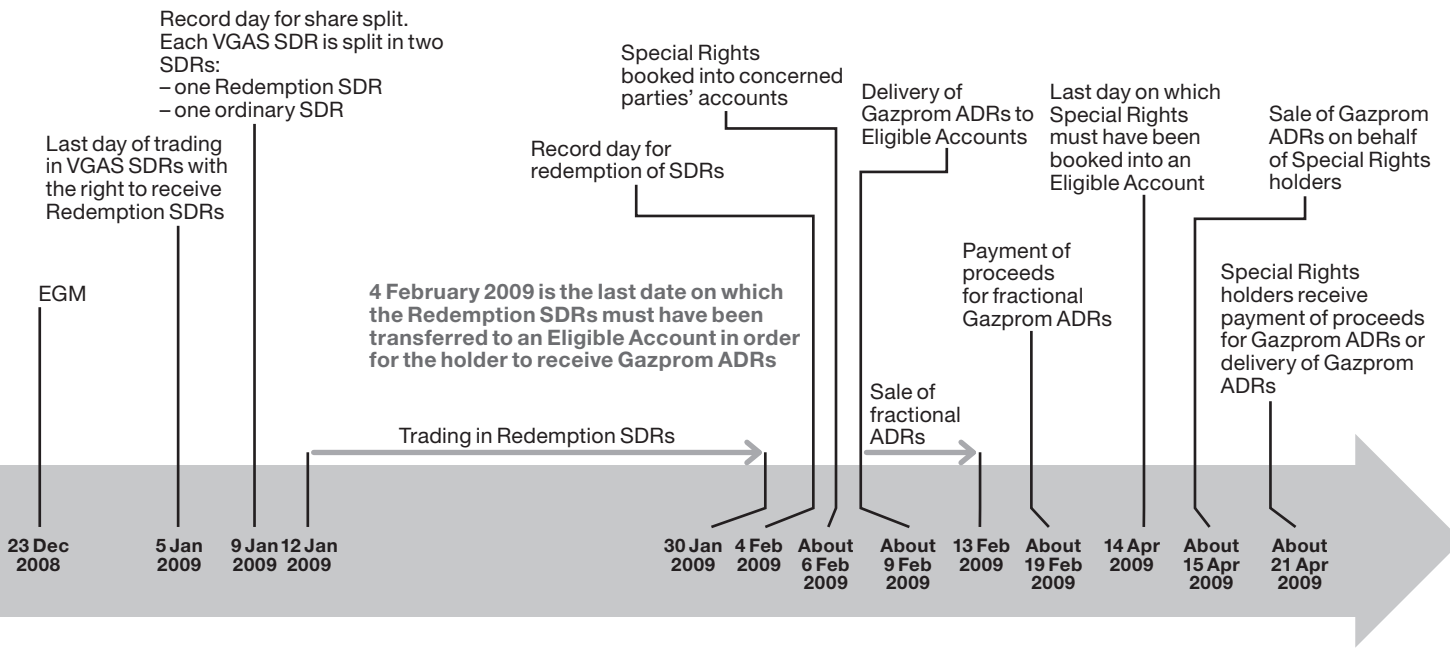 Record day for share split.
Each VGAS SDR is split in two
SDRs:
– one Redemption SDR
– one ordinary SDR
Last day of trading
in VGAS SDRs with
the right to receive
Redemption SDRs
EGM
Special Rights
booked into concerned
parties’ accounts
Record day for
redemption of SDRs
Delivery of
Gazprom ADRs to
Eligible Accounts
Last day on which
Special Rights
must have been
booked into an
Eligible Account
Sale of Gazprom
ADRs on behalf
of Special Rights
holders
Payment of
proceeds
for fractional
Gazprom ADRs
Special Rights
holders receive
payment of proceeds
for Gazprom ADRs or
delivery of Gazprom
ADRs
4 February 2009 is the last date on which
the Redemption SDRs must have been
transferred to an Eligible Account in order
for the holder to receive Gazprom ADRs
Trading in Redemption SDRs
Sale of
fractional
ADRs
23 Dec
2008
5 Jan
2009
9 Jan
2009
12 Jan
2009
30 Jan
2009
4 Feb
2009
About
6 Feb
2009
About
9 Feb
2009
13 Feb
2009
About
19 Feb
2009
14 Apr
2009
About
15 Apr
2009
About
21 Apr
2009